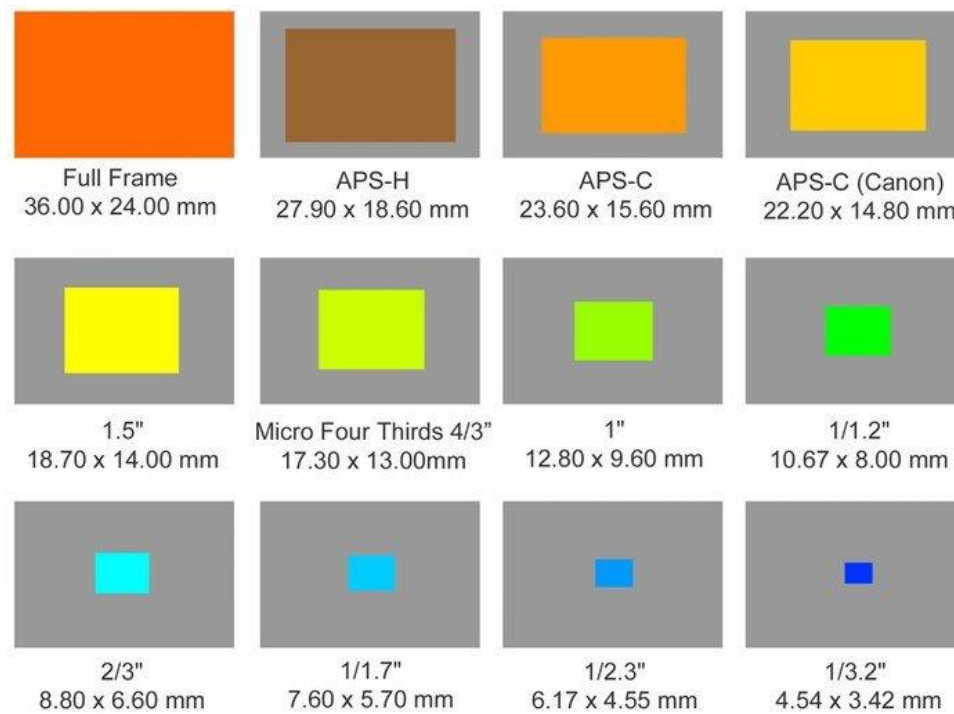 Full Frame
36.00 x 24.00 mm
APS-H
27.90 x 18.60 mm
APS-C
23.60 x 15.60 mm
APS-C (Canon)
22.20 x 14.80 mm
1.5"
18.70 x 14.00 mm
Micro Four Thirds 4/3”
17.30 x 13.00mm
1"
12.80 x 9.60 mm
1/1.2"
10.67 x 8.00 mm
2/3"
8.80 x 6.60 mm
1/1.7"
7.60 x 5.70 mm
1/2.3"
6.17 x 4.55 mm
1/3.2"
4.54 x 3.42 mm